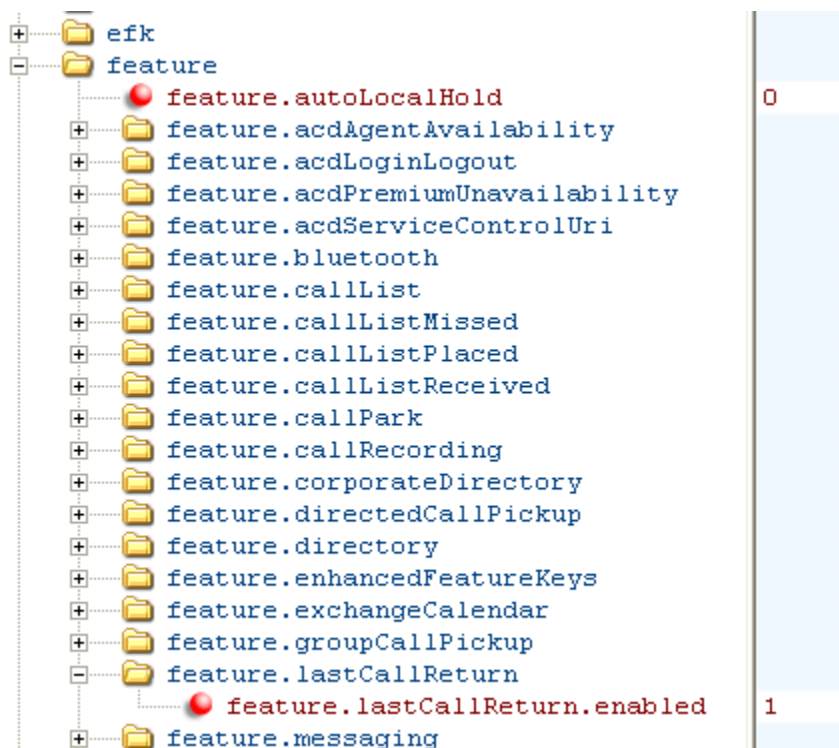 efk
feature
feature.autoLocalHold 0
feature.acdAgentAvailability
feature.acdLoginLogout
feature.acdPremiumUnavailability
feature.acdServiceControlUri
feature.bluetooth
feature.callList
feature.callListMissed
feature.callListPlaced
feature.callListReceived
feature.callPark
feature.callRecording
feature.corporateDirectory
feature.directedCallPickup
feature.directory
feature.enhancedFeatureKeys
feature.exchangeCalendar
feature.groupCallPickup
feature.lastCallReturn
feature.lastCallReturn.enabled 1
feature.messaging